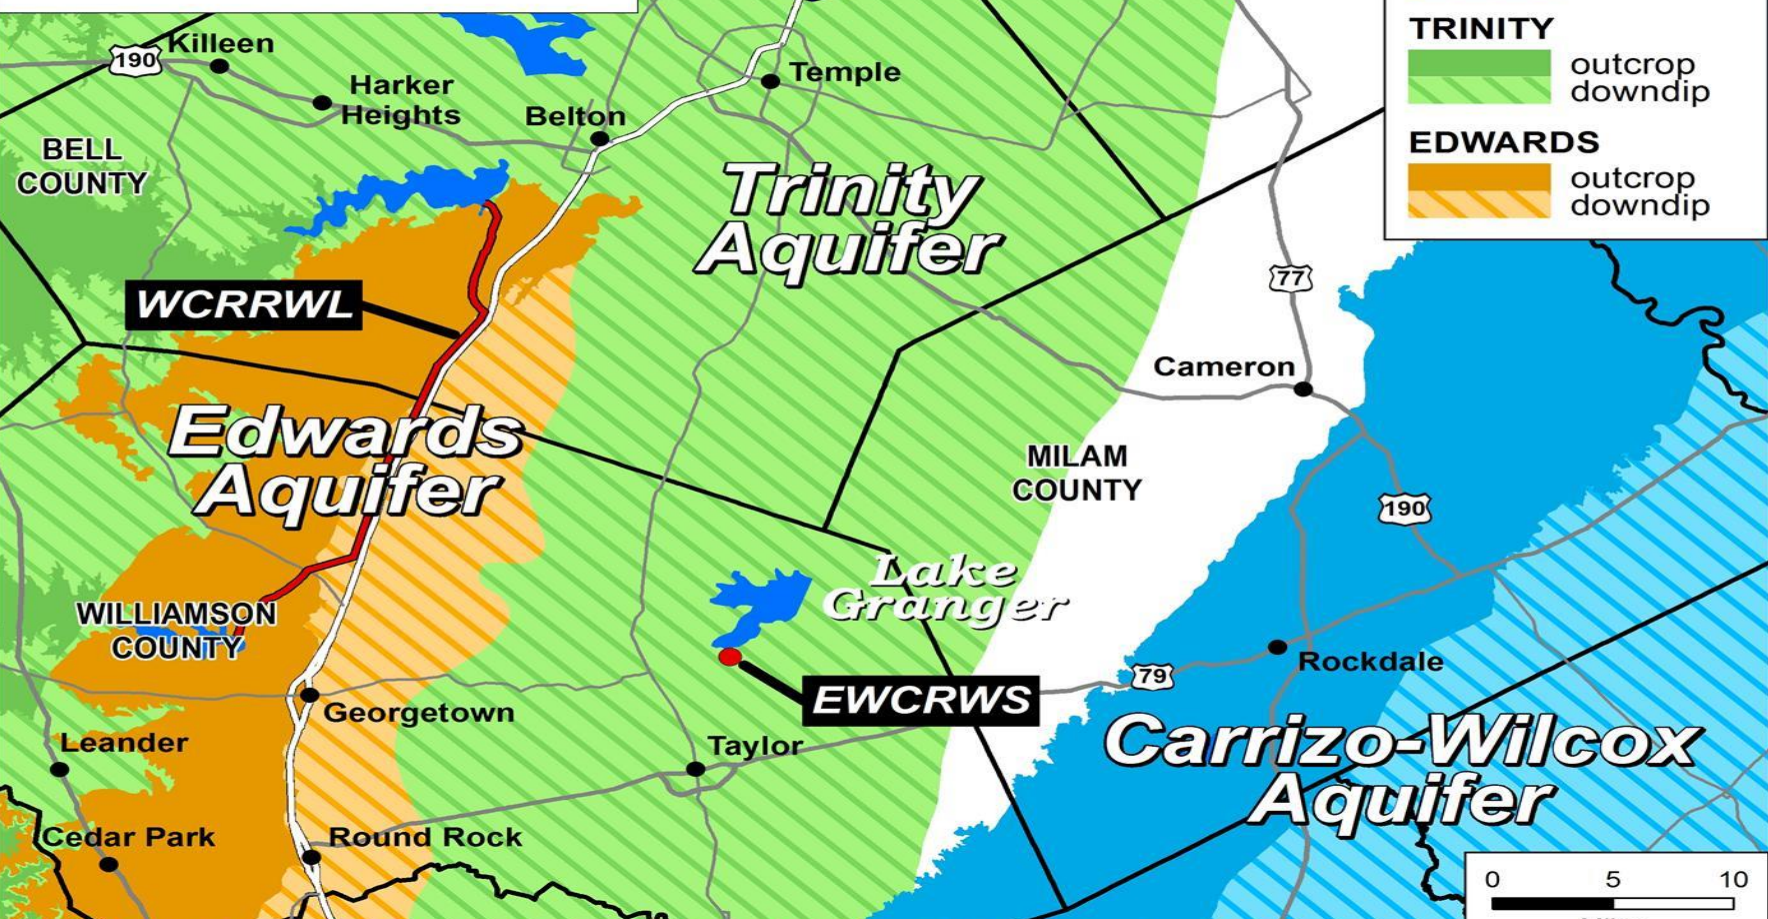 190
Killeen
Harker
Heights
Belton
Temple
BELL
COUNTY
TRINITY
outcrop
downdip
EDWARDS
outcrop
downdip
Trinity
Aquifer
WCRRWL
77
Cameron
Edwards
Aquifer
MILAM
COUNTY
190
Lake
Granger
WILLIAMSON
COUNTY
EWCRWS
79
Rockdale
Georgetown
Leander
Taylor
Carrizo-Wilcox
Aquifer
Cedar Park
Round Rock
0 5 10